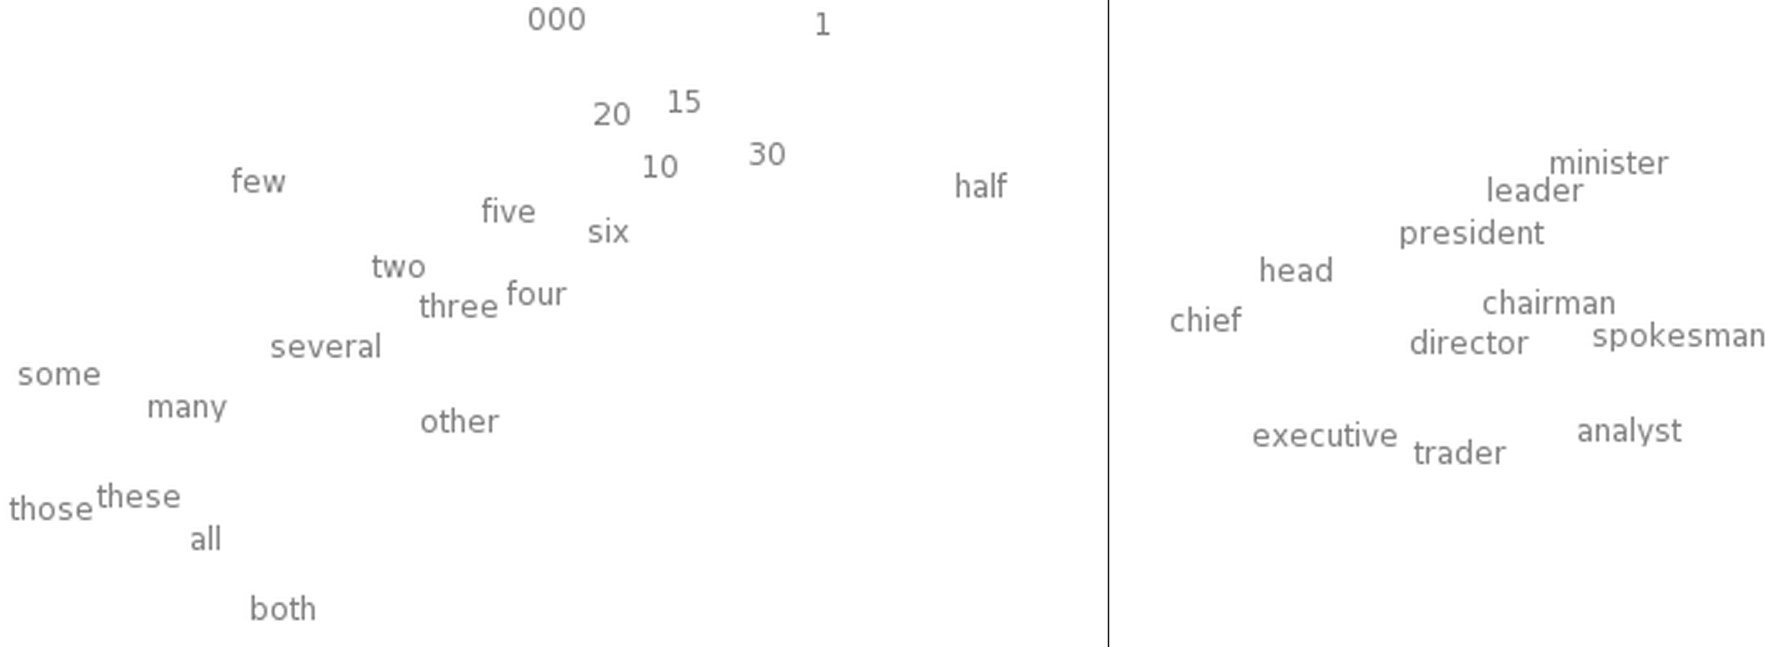 000
1
20
15
10
30
few
half
five
six
two
three
four
several
some
many
other
those
these
all
both
minister
leader
president
head
chief
chairman
director
spokesman
executive
trader
analyst